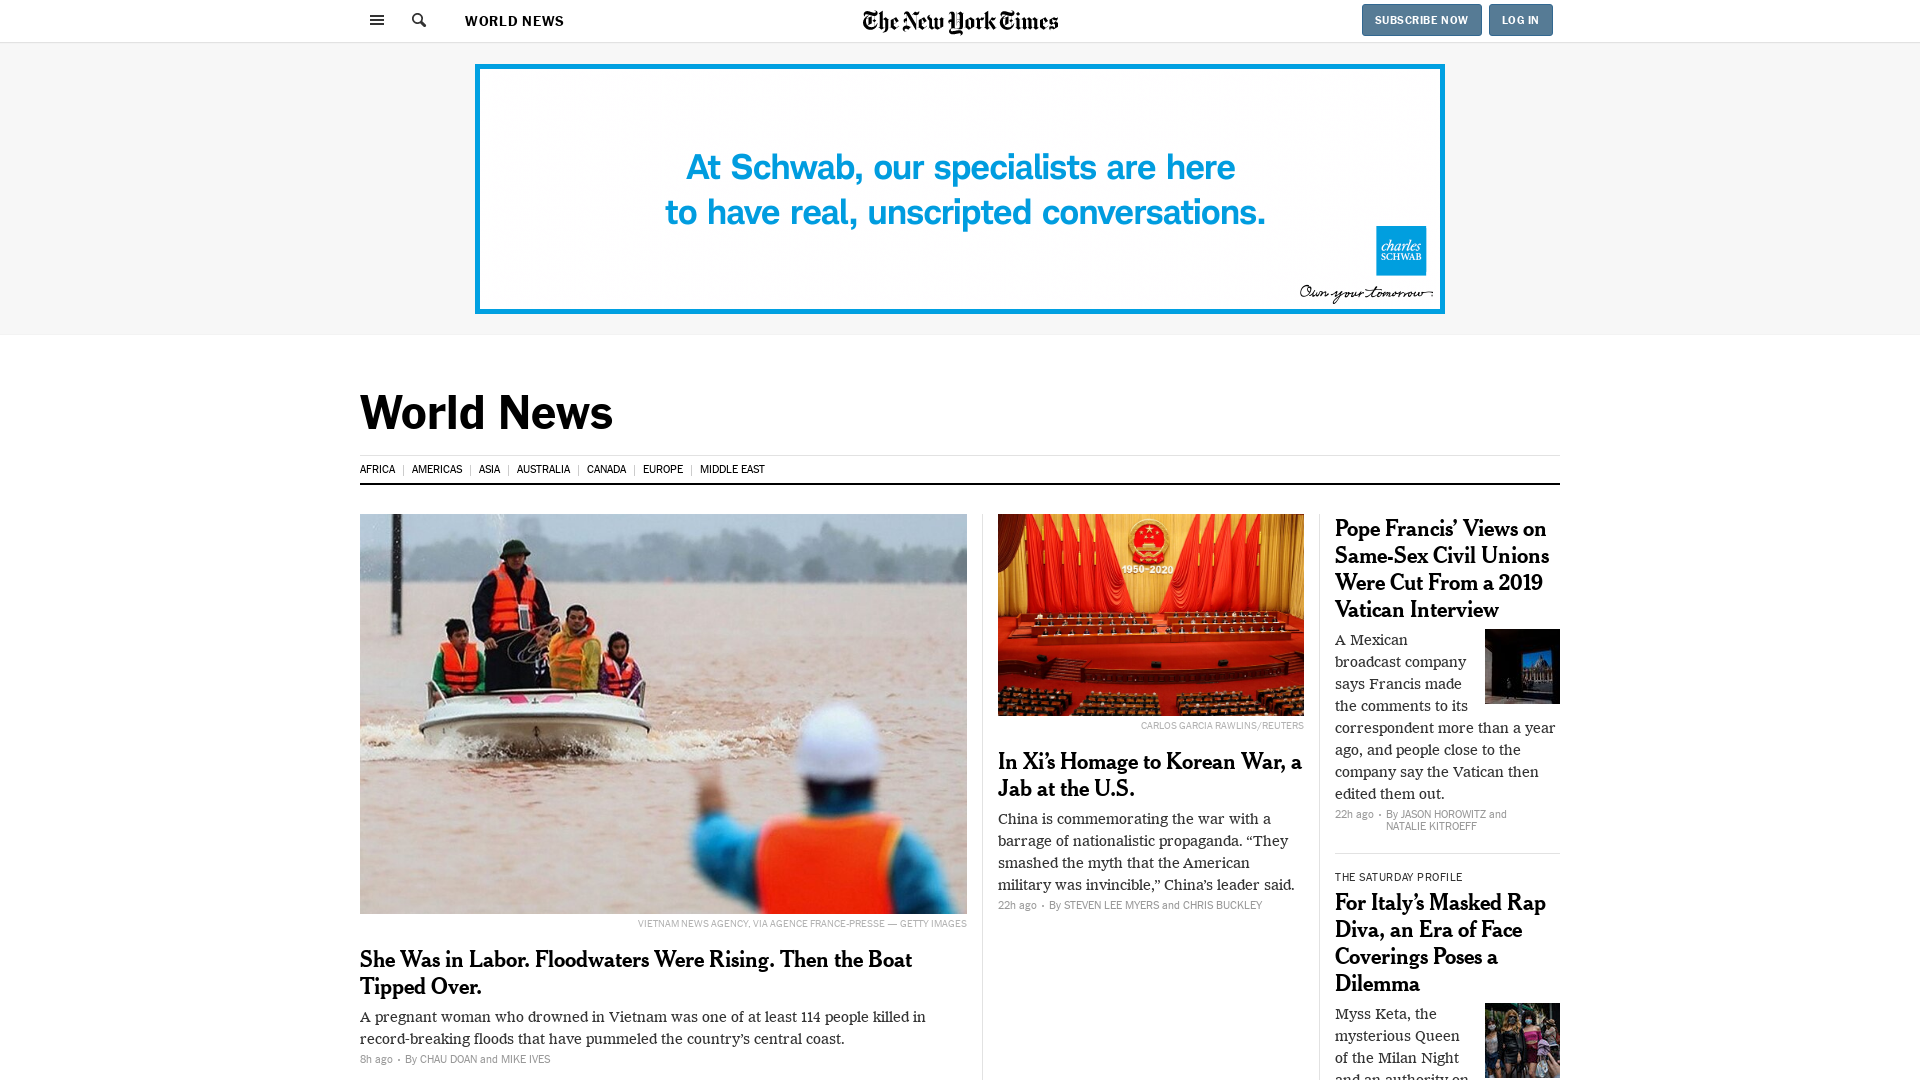 WORLD NEWS
The New York Times
SUBSCRIBE NOW
LOG IN
At Schwab, our specialists are here
to have real, unscripted conversations.
charles
SCHWAB
Own your tomorrow.
World News
AFRICA
AMERICAS
ASIA
AUSTRALIA
CANADA
EUROPE
MIDDLE EAST
VIETNAM NEWS AGENCY, VIA AGENCE FRANCE-PRESSE — GETTY IMAGES
She Was in Labor. Floodwaters Were Rising. Then the Boat
Tipped Over.
A pregnant woman who drowned in Vietnam was one of at least 114 people killed in
record-breaking floods that have pummeled the country’s central coast.
8h ago • By CHAU DOAN and MIKE IVES
1950-2020
CARLOS GARCIA RAWLINS/REUTERS
In Xi’s Homage to Korean War, a
Jab at the U.S.
China is commemorating the war with a
barrage of nationalistic propaganda. “They
smashed the myth that the American
military was invincible,” China’s leader said.
22h ago • By STEVEN LEE MYERS and CHRIS BUCKLEY
Pope Francis’ Views on
Same-Sex Civil Unions
Were Cut From a 2019
Vatican Interview
A Mexican
broadcast company
says Francis made
the comments to its
correspondent more than a year
ago, and people close to the
company say the Vatican then
edited them out.
22h ago • By JASON HOROWITZ and
NATALIE KITROEFF
THE SATURDAY PROFILE
For Italy’s Masked Rap
Diva, an Era of Face
Coverings Poses a
Dilemma
Myss Keta, the
mysterious Queen
of the Milan Night
and an authority on